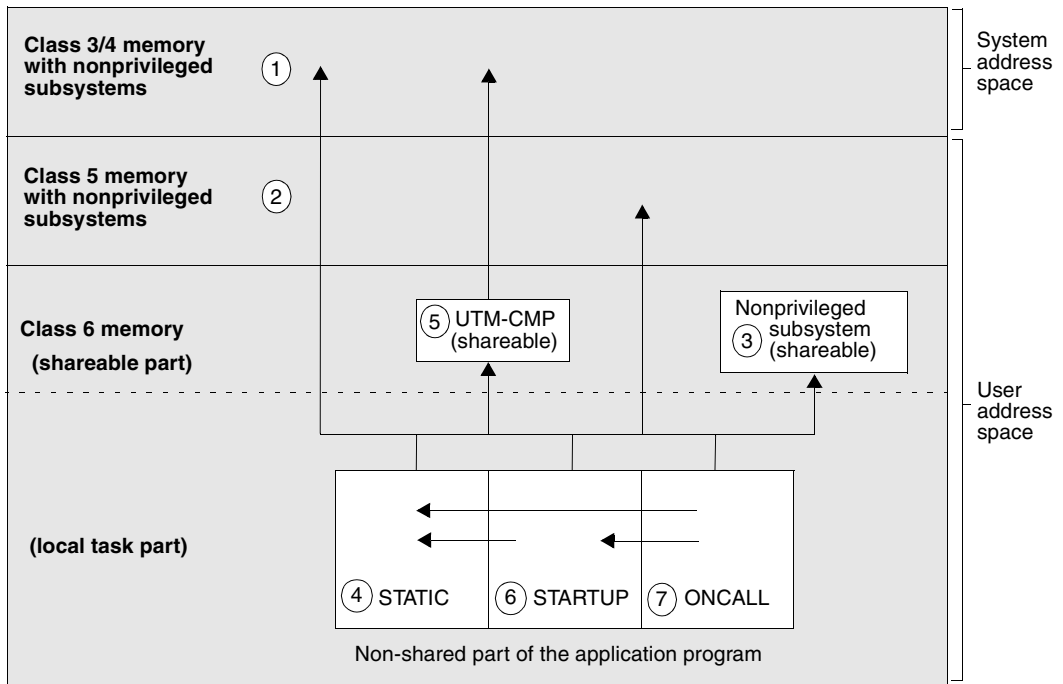 Class 3/4 memory
with nonprivileged
subsystems
1
System
address
space
Class 5 memory
with nonprivileged
subsystems
2
Class 6 memory
(shareable part)
5 UTM-CMP
(shareable)
Nonprivileged
subsystem
3 (shareable)
User
address
space
(local task part)
4 STATIC
6 STARTUP
7 ONCALL
Non-shared part of the application program